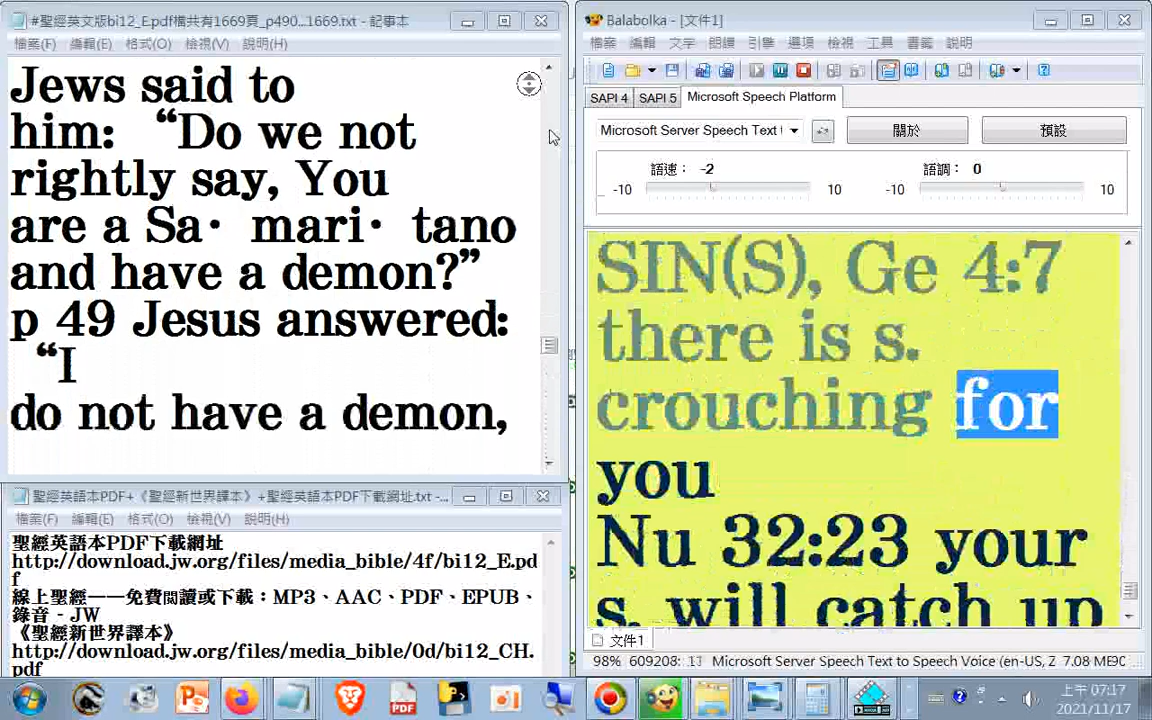 #聖經英文版bi12_E.pdf檔共有1669頁_p490...1669.txt - 記事本
檔案(F) 編輯(E) 格式(O) 檢視(V) 說明(H)
Jews said to
him: “Do we not
rightly say, You
are a Sa· mari· tano
and have a demon?”
p 49 Jesus answered:
“I
do not have a demon,
聖經英語本PDF+《聖經新世界譯本》+聖經英語本PDF下載網址.txt -...
檔案(F) 編輯(E) 格式(O) 檢視(V) 說明(H)
聖經英語本PDF下載網址
http://download.jw.org/files/media_bible/4f/bi12_E.pd
f
線上聖經——免費閱讀或下載：MP3、AAC、PDF、EPUB、
錄音 - JW
《聖經新世界譯本》
http://download.jw.org/files/media_bible/0d/bi12_CH.
pdf
Balabolka - [文件1]
檔案 編輯 文字 朗讀 引擎 選項 檢視 工具 書籤 說明
SAPI 4 SAPI 5 Microsoft Speech Platform
Microsoft Server Speech Text 關於 預設
語速： -2 語調： 0
-10 10 -10 10
SIN(S), Ge 4:7
there is s.
crouching for
you
Nu 32:23 your
s. will catch up
文件1
98% 609208: Microsoft Server Speech Text to Speech Voice (en-US, Z 7.08
上午 07:17
2021/11/17